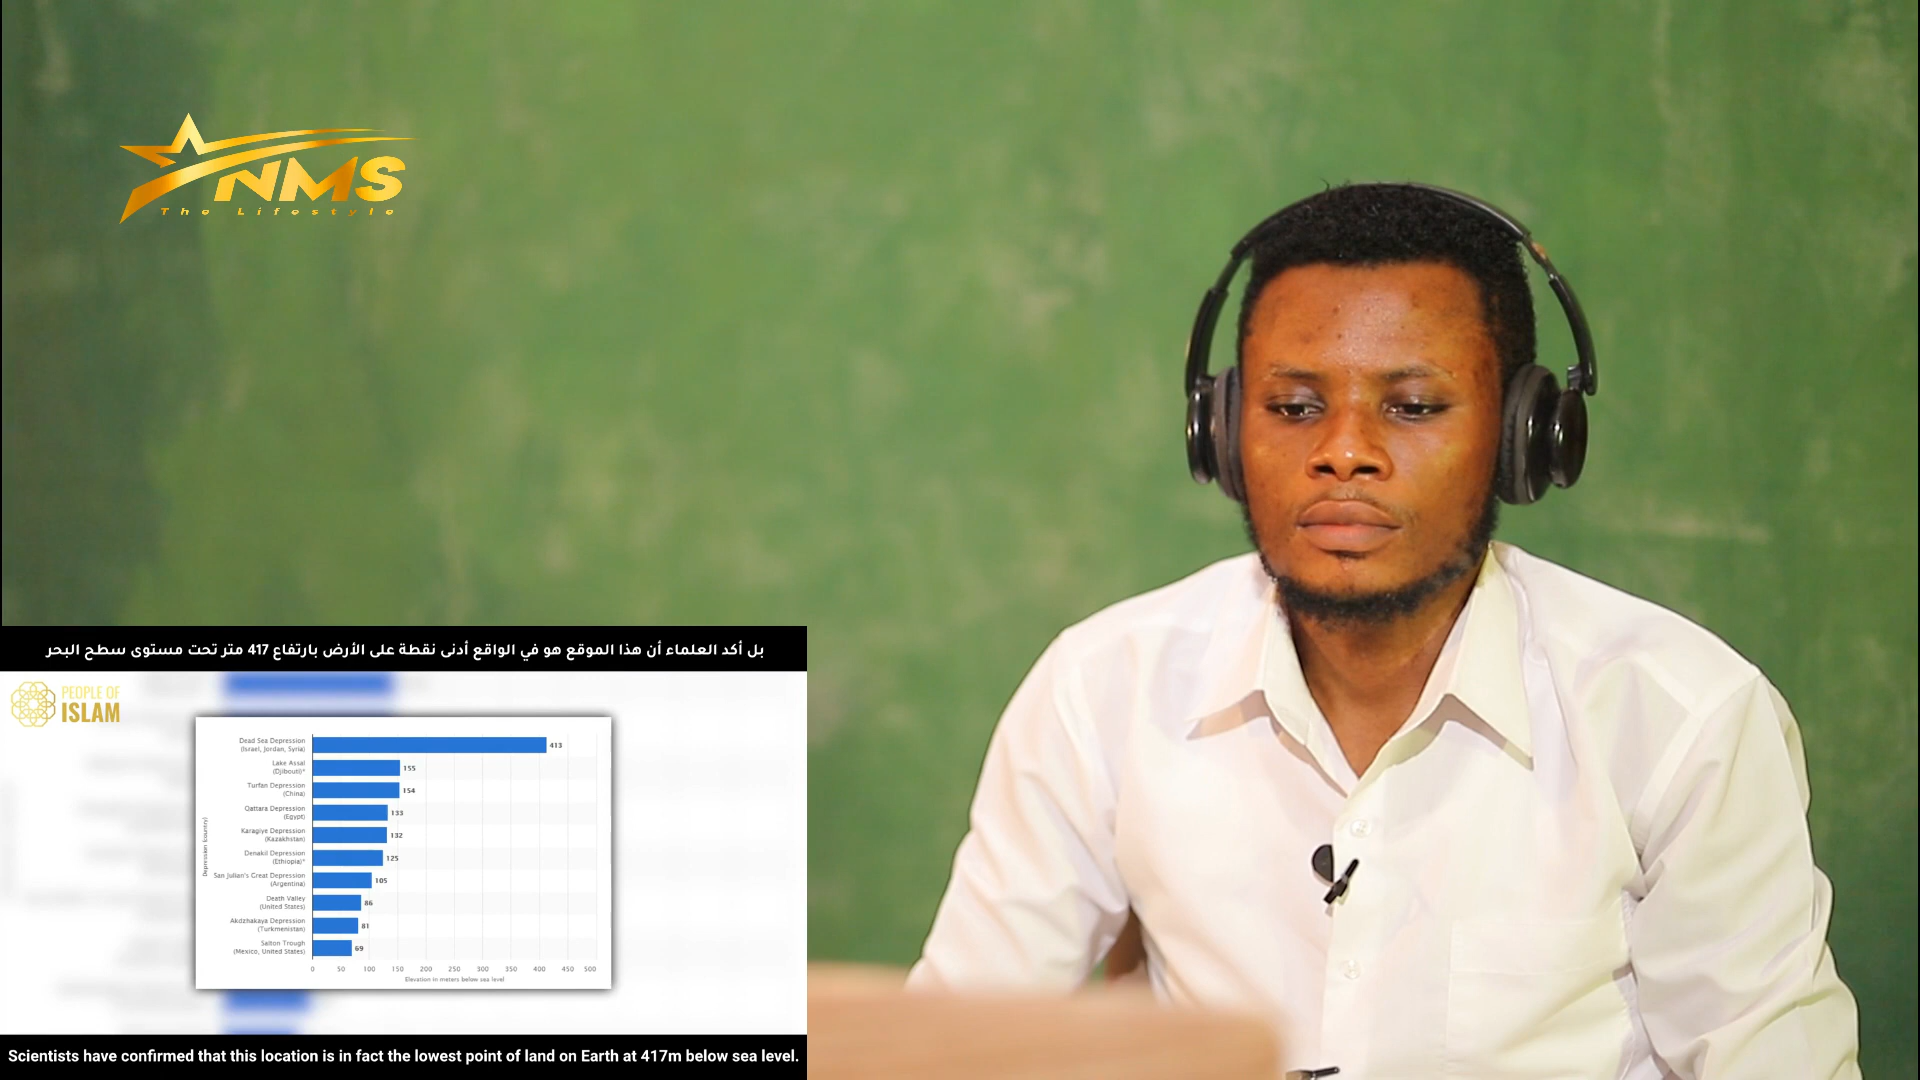 NMS
The Lifestyle
بل أكد العلماء أن هذا الموقع هو في الواقع أدنى نقطة على الأرض بارتفاع 417 متر تحت مستوى سطح البحر
PEOPLE OF
ISLAM
Dead Sea Depression
(Israel, Jordan, Syria)
413
Lake Assal
(Djibouti)*
155
Turfan Depression
(China)
154
Qattara Depression
(Egypt)
133
Karagiye Depression
(Kazakhstan)
132
Denakil Depression
(Ethiopia)*
125
San Julian's Great Depression
(Argentina)
105
Death Valley
(United States)
86
Akdzhakaya Depression
(Turkmenistan)
81
Salton Trough
(Mexico, United States)
69
Depression (country)
0 50 100 150 200 250 300 350 400 450 500
Elevation in meters below sea level
Scientists have confirmed that this location is in fact the lowest point of land on Earth at 417m below sea level.